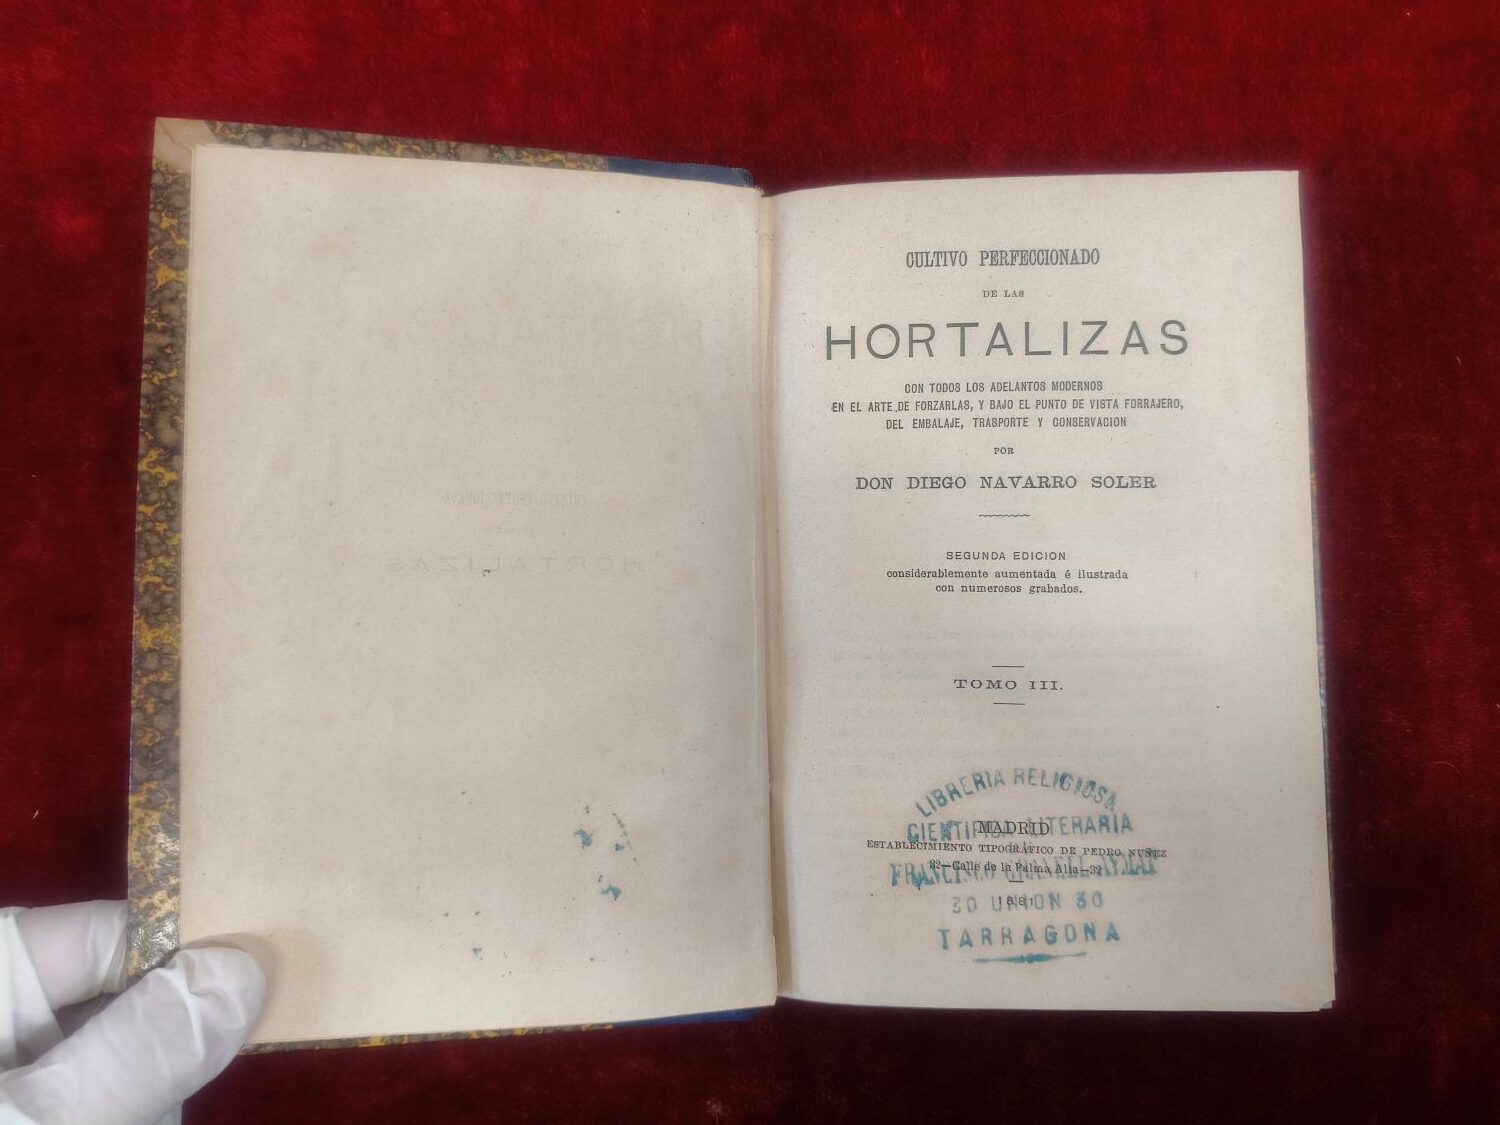 CULTIVO PERFECCIONADO
DE LAS
HORTALIZAS
CON TODOS LOS ADELANTOS MODERNOS
EN EL ARTE DE FORZARLAS, Y BAJO EL PUNTO DE VISTA FORRAJERO,
DEL EMBALAJE, TRASPORTE Y CONSERVACION
POR
DON DIEGO NAVARRO SOLER
SEGUNDA EDICION
considerablemente aumentada é ilustrada
con numerosos grabados.
TOMO III.
LIBRERIA RELIGIOSA
CIENTIFICA LITERARIA
MADRID
ESTABLECIMIENTO TIPOGRÁFICO DE PEDRO NUÑEZ
32—Calle de la Palma Alta—32
FRANCISCO
1881
30 UNION 30
TARRAGONA